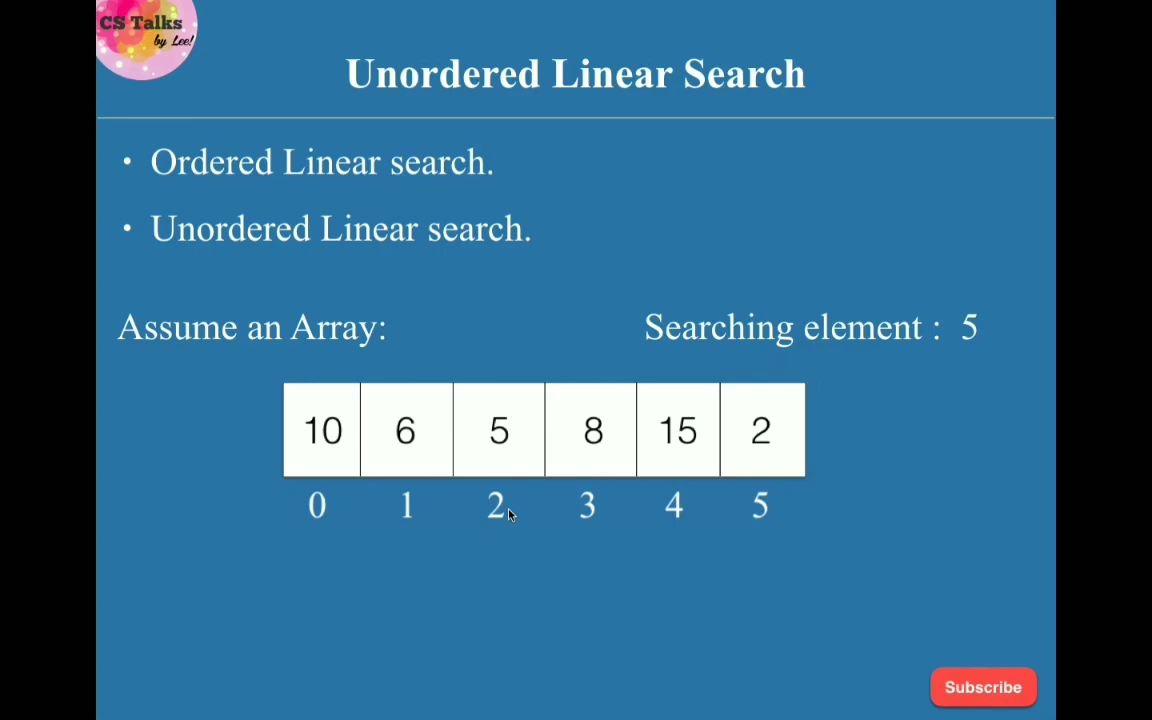 CS Talks
by Lee!
Unordered Linear Search
• Ordered Linear search.
• Unordered Linear search.
Assume an Array: Searching element : 5
10 6 5 8 15 2
0 1 2 3 4 5
Subscribe